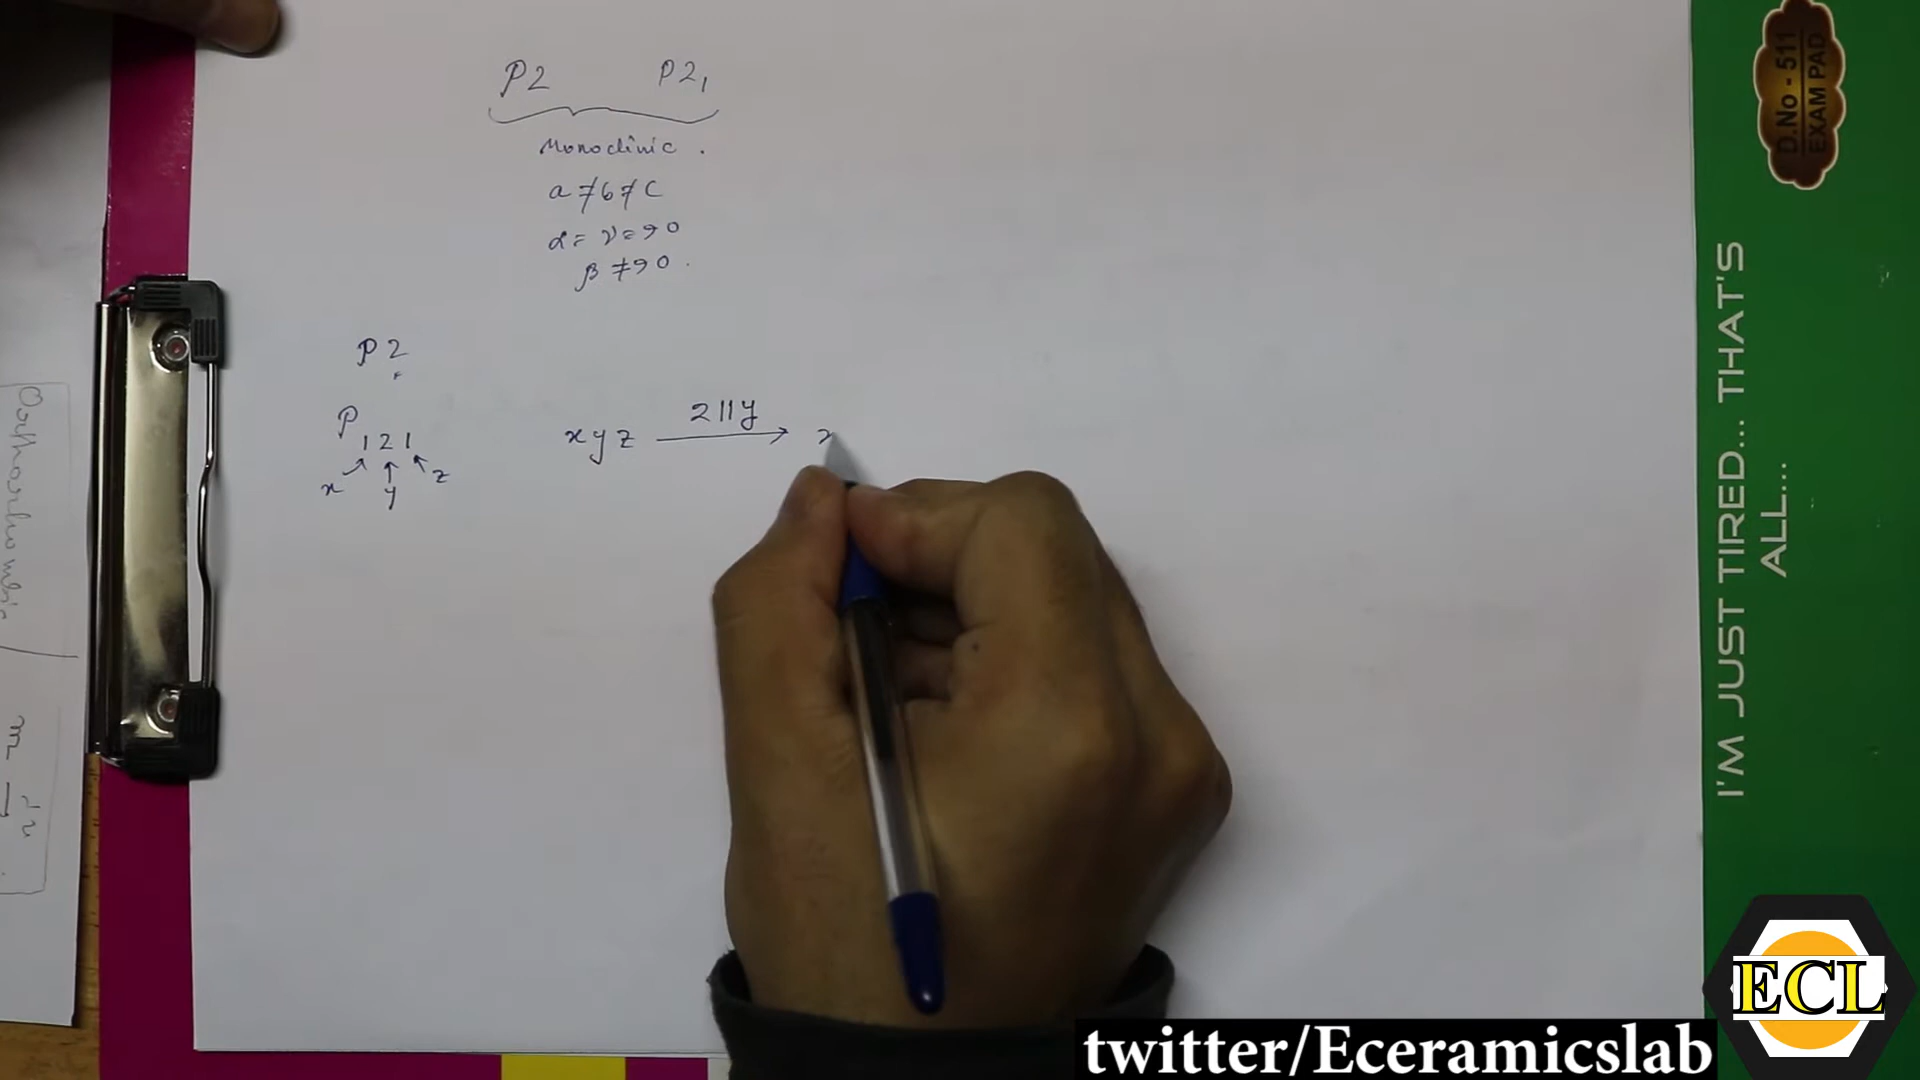 P2 P2₁
Monoclinic .
a ≠ b ≠ c
α = γ = 90
β ≠ 90 .
P2
P
1 2 1
x y z
x y z 2 || y → x
Orthorhombic /
m
D.No - 511
EXAM PAD
I'M JUST TIRED... THAT'S
ALL...
ECL
twitter/Eceramicslab